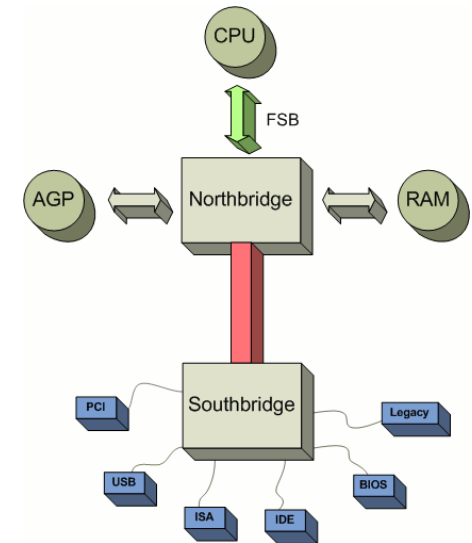 CPU
FSB
AGP
Northbridge
RAM
Southbridge
PCI
Legacy
USB
BIOS
ISA
IDE